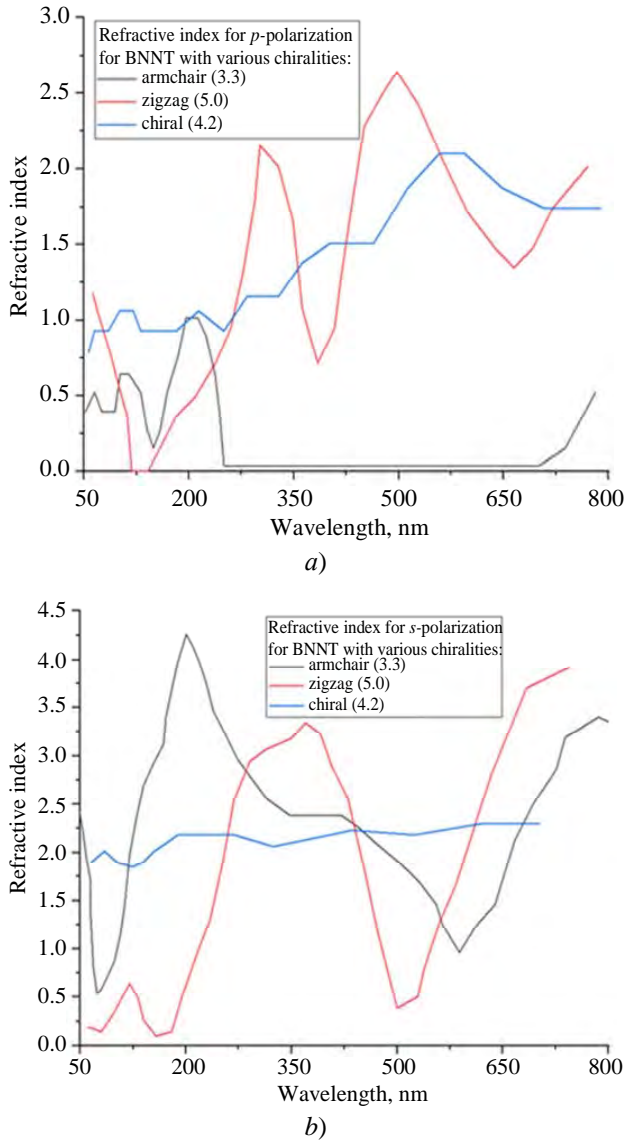 3.0
2.5
2.0
1.5
1.0
0.5
0.0
Refractive index
Refractive index for p-polarization
for BNNT with various chiralities:
armchair (3.3)
zigzag (5.0)
chiral (4.2)
50 200 350 500 650 800
Wavelength, nm
a)
4.5
4.0
3.5
3.0
2.5
2.0
1.5
1.0
0.5
0.0
Refractive index
Refractive index for s-polarization
for BNNT with various chiralities:
armchair (3.3)
zigzag (5.0)
chiral (4.2)
50 200 350 500 650 800
Wavelength, nm
b)